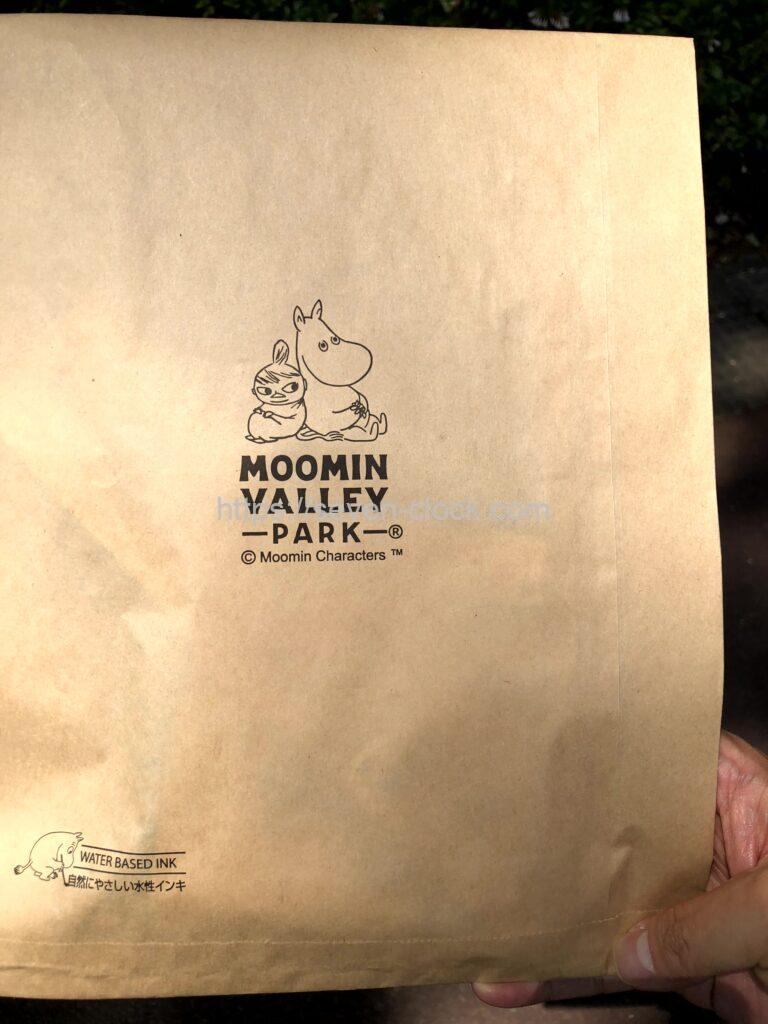 MOOMIN
VALLEY
—PARK—®
© Moomin Characters ™
https://seven-clock.com
WATER BASED INK
自然にやさしい水性インキ